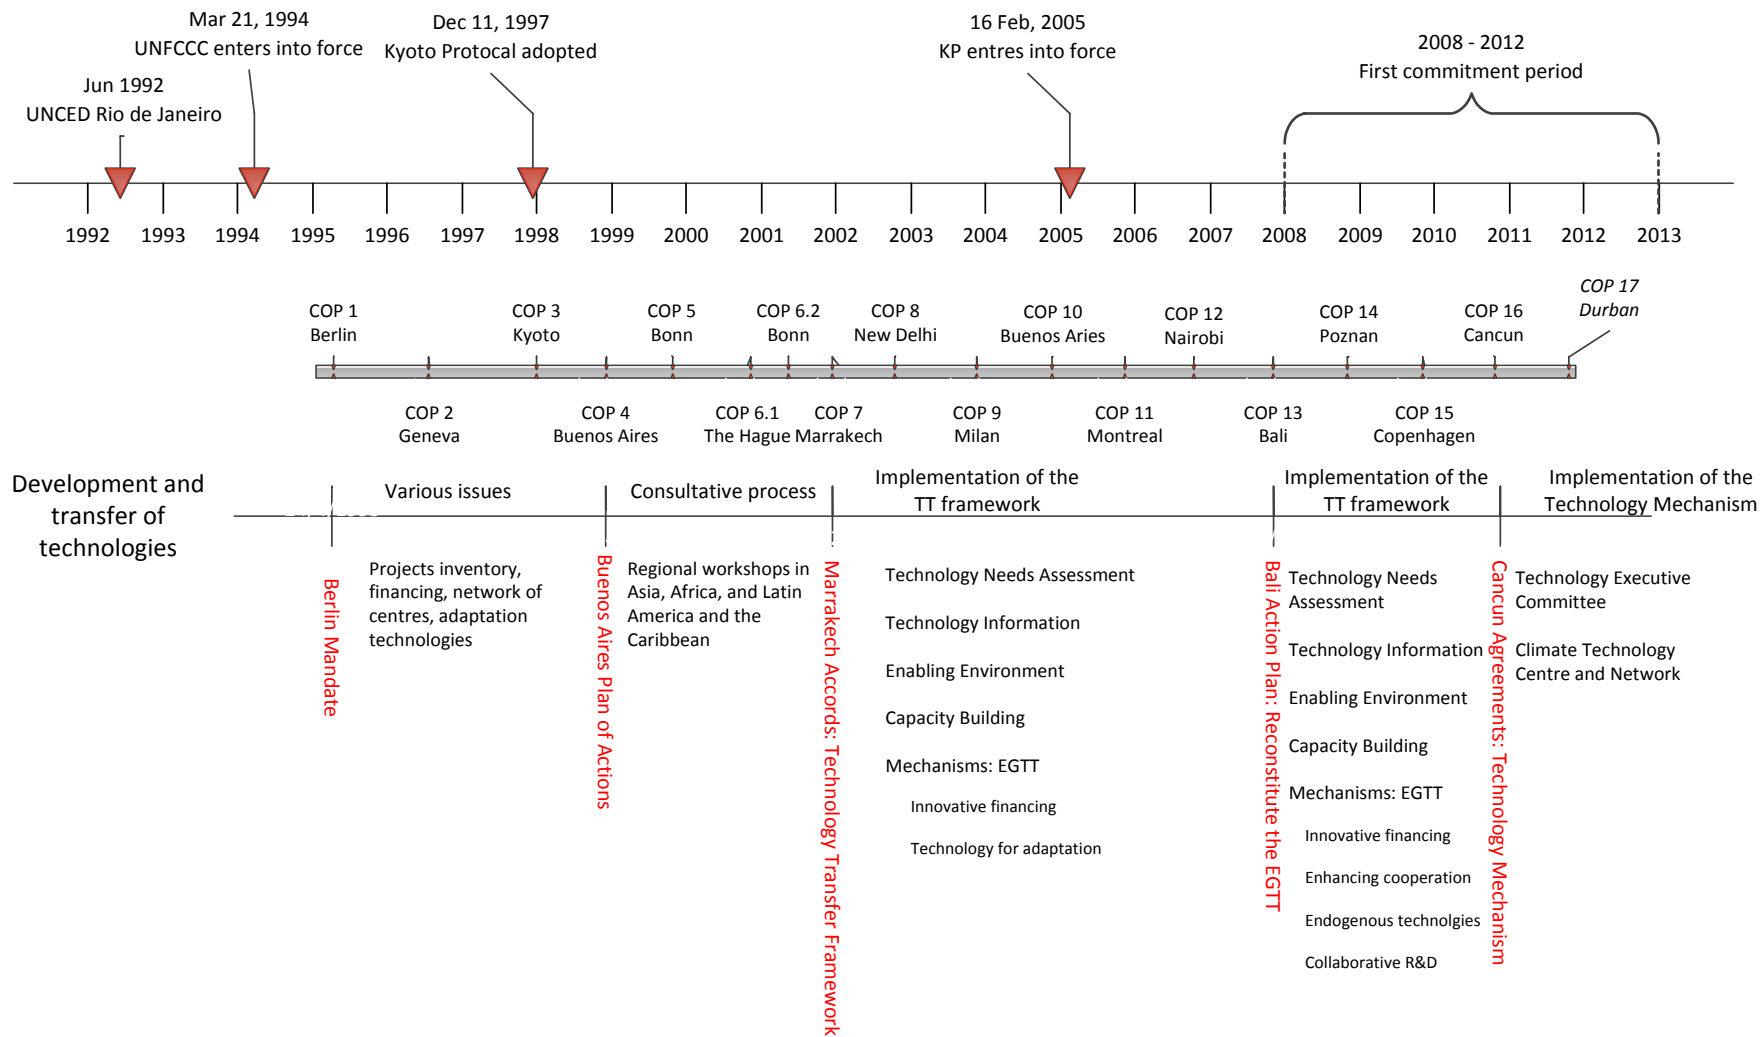 Mar 21, 1994
UNFCCC enters into force
Dec 11, 1997
Kyoto Protocal adopted
16 Feb, 2005
KP entres into force
2008 - 2012
First commitment period
Jun 1992
UNCED Rio de Janeiro
1992 1993 1994 1995 1996 1997 1998 1999 2000 2001 2002 2003 2004 2005 2006 2007 2008 2009 2010 2011 2012 2013
COP 1
Berlin
COP 3
Kyoto
COP 5
Bonn
COP 6.2
Bonn
COP 8
New Delhi
COP 10
Buenos Aries
COP 12
Nairobi
COP 14
Poznan
COP 16
Cancun
COP 17
Durban
COP 2
Geneva
COP 4
Buenos Aires
COP 6.1
The Hague
COP 7
Marrakech
COP 9
Milan
COP 11
Montreal
COP 13
Bali
COP 15
Copenhagen
Development and
transfer of
technologies
Various issues
Consultative process
Implementation of the
TT framework
Implementation of the
TT framework
Implementation of the
Technology Mechanism
Berlin Mandate
Projects inventory,
financing, network of
centres, adaptation
technologies
Buenos Aires Plan of Actions
Regional workshops in
Asia, Africa, and Latin
America and the
Caribbean
Marrakech Accords: Technology Transfer Framework
Technology Needs Assessment
Technology Information
Enabling Environment
Capacity Building
Mechanisms: EGTT
Innovative financing
Technology for adaptation
Bali Action Plan: Reconstitute the EGTT
Technology Needs
Assessment
Technology Information
Enabling Environment
Capacity Building
Mechanisms: EGTT
Innovative financing
Enhancing cooperation
Endogenous technolgies
Collaborative R&D
Cancun Agreements: Technology Mechanism
Technology Executive
Committee
Climate Technology
Centre and Network